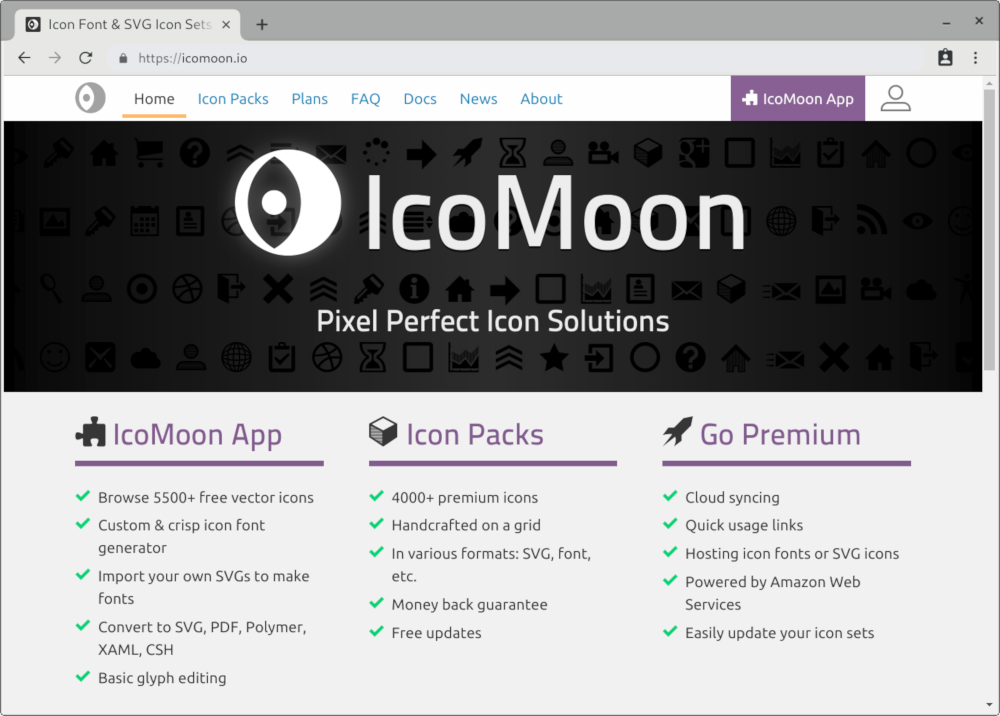 Icon Font & SVG Icon Sets
https://icomoon.io
Home Icon Packs Plans FAQ Docs News About IcoMoon App
IcoMoon
Pixel Perfect Icon Solutions
IcoMoon App
Browse 5500+ free vector icons
Custom & crisp icon font
generator
Import your own SVGs to make
fonts
Convert to SVG, PDF, Polymer,
XAML, CSH
Basic glyph editing
Icon Packs
4000+ premium icons
Handcrafted on a grid
In various formats: SVG, font,
etc.
Money back guarantee
Free updates
Go Premium
Cloud syncing
Quick usage links
Hosting icon fonts or SVG icons
Powered by Amazon Web
Services
Easily update your icon sets